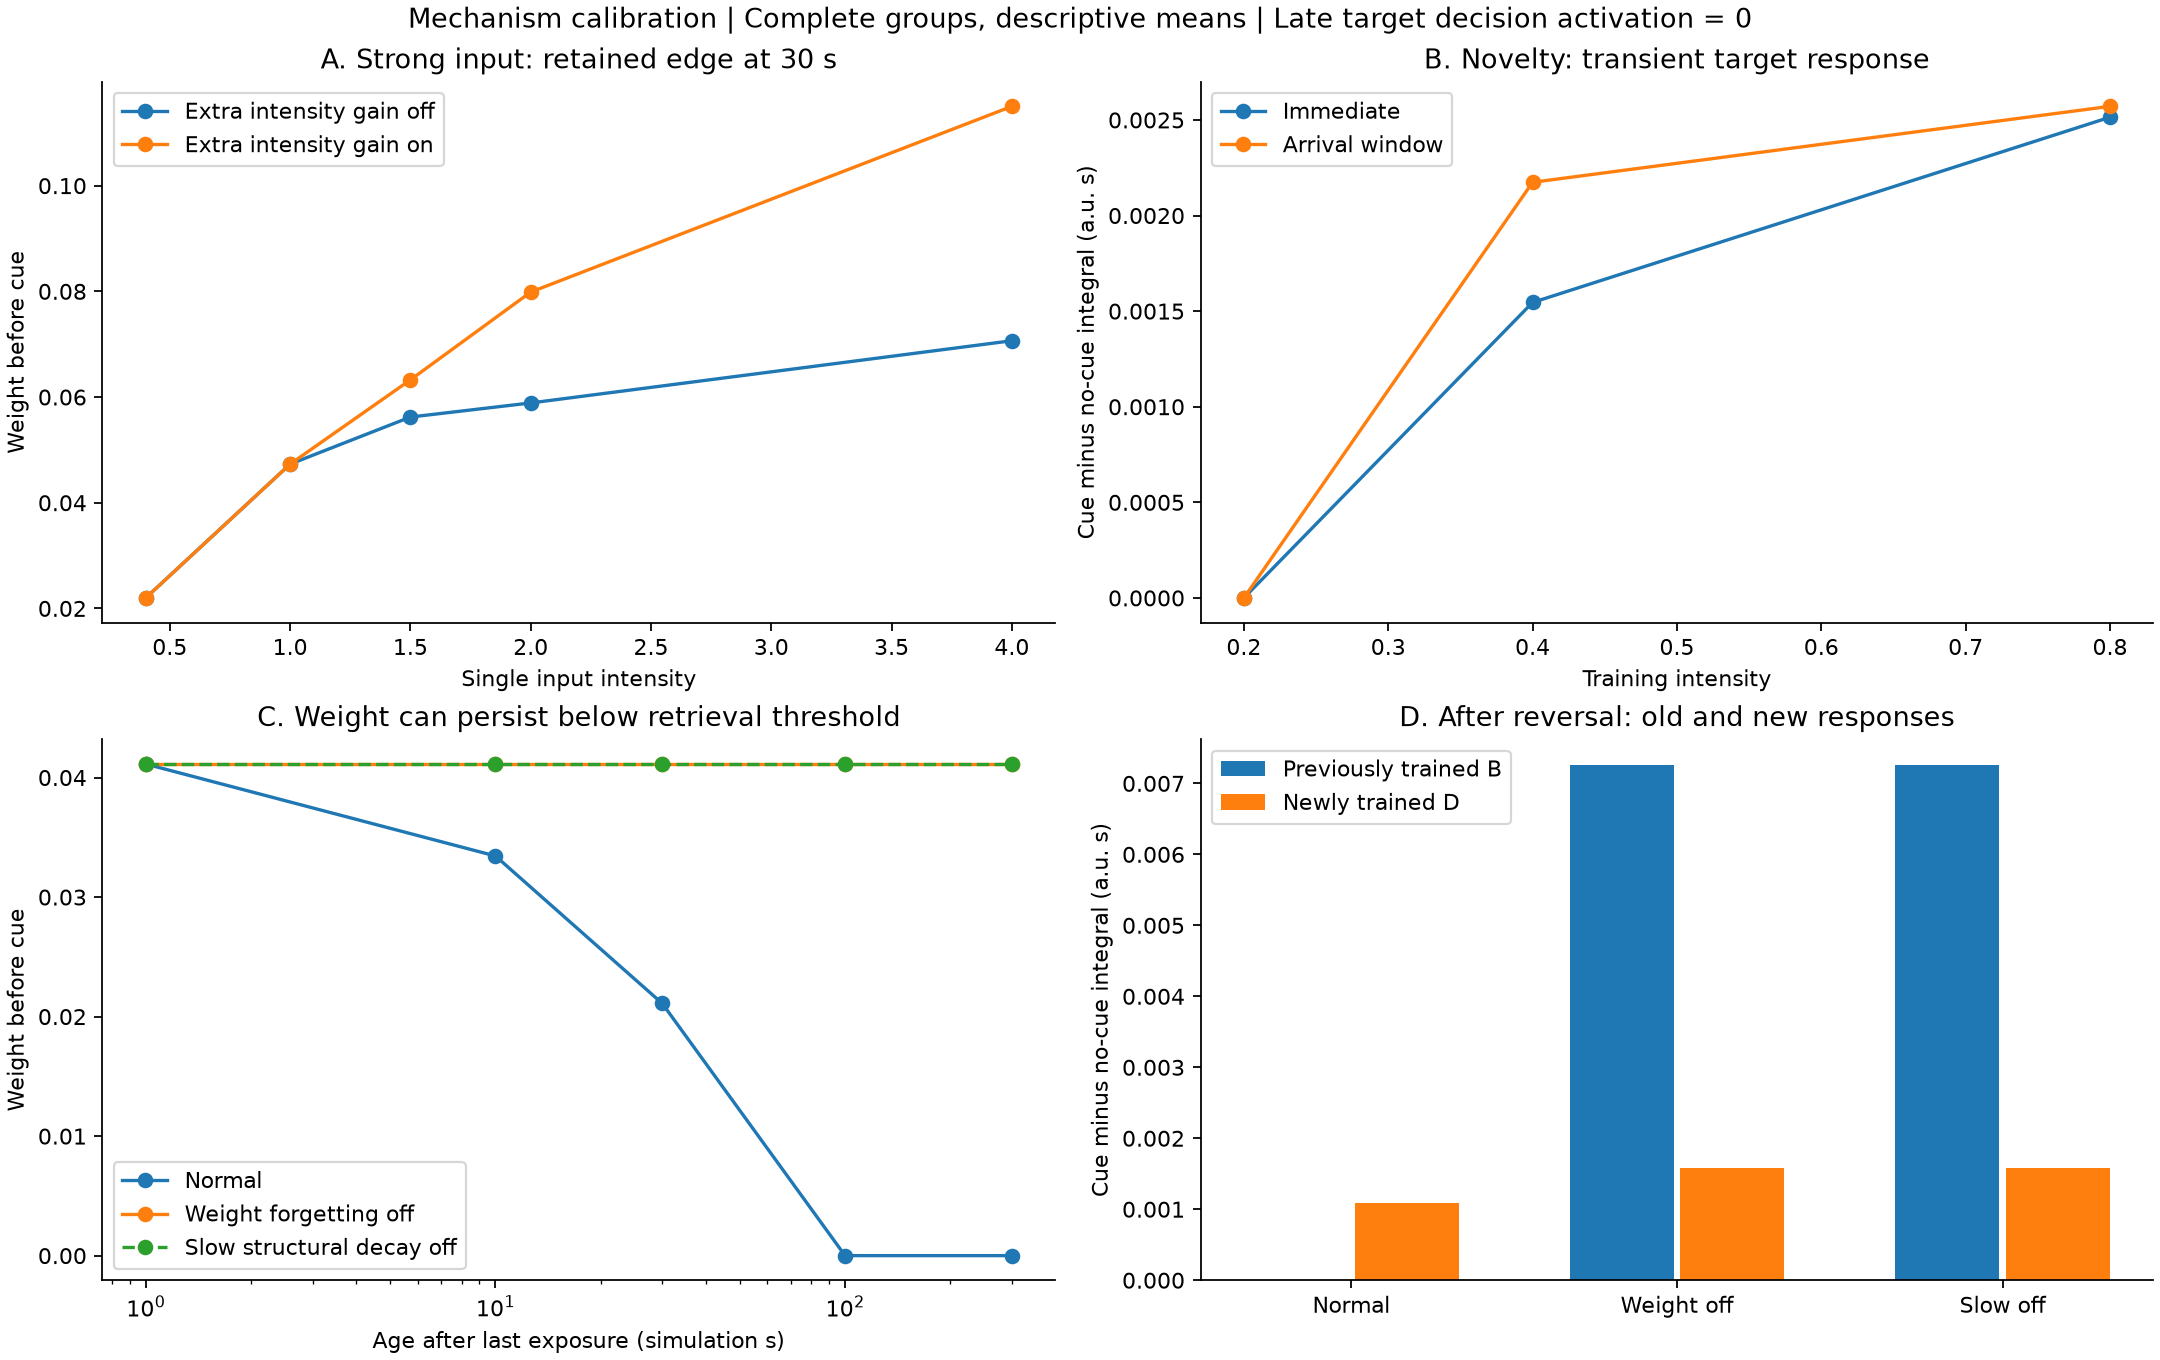 Mechanism calibration | Complete groups, descriptive means | Late target decision activation = 0
A. Strong input: retained edge at 30 s
Extra intensity gain off
Extra intensity gain on
0.10
0.08
0.06
0.04
0.02
Weight before cue
0.5 1.0 1.5 2.0 2.5 3.0 3.5 4.0
Single input intensity
B. Novelty: transient target response
Immediate
Arrival window
0.0025
0.0020
0.0015
0.0010
0.0005
0.0000
Cue minus no-cue integral (a.u. s)
0.2 0.3 0.4 0.5 0.6 0.7 0.8
Training intensity
C. Weight can persist below retrieval threshold
0.04
0.03
0.02
0.01
0.00
Weight before cue
Normal
Weight forgetting off
Slow structural decay off
10⁰ 10¹ 10²
Age after last exposure (simulation s)
D. After reversal: old and new responses
Previously trained B
Newly trained D
0.007
0.006
0.005
0.004
0.003
0.002
0.001
0.000
Cue minus no-cue integral (a.u. s)
Normal Weight off Slow off